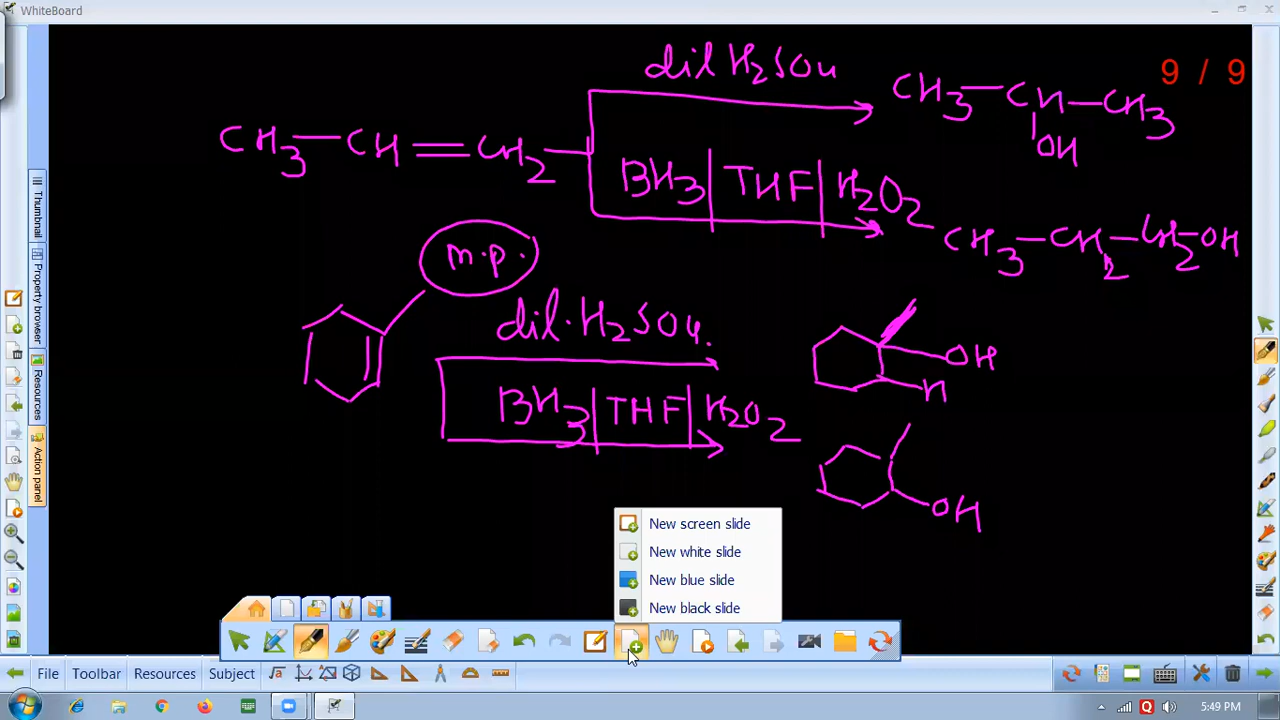 WhiteBoard
9 / 9
dil H2SO4
CH3—CH=CH2
CH3—CH—CH3
OH
BH3|THF|H2O2
CH3—CH2—CH2—OH
m.p.
dil. H2SO4.
OH
H
BH3|THF|H2O2
OH
Thumbnail
Property browser
Resources
Action panel
New screen slide
New white slide
New blue slide
New black slide
File Toolbar Resources Subject
5:49 PM